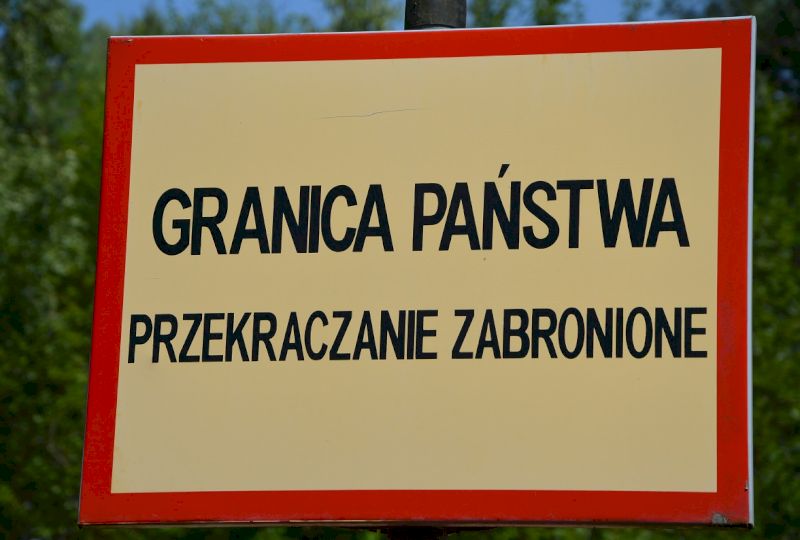 GRANICA PAŃSTWA
PRZEKRACZANIE ZABRONIONE